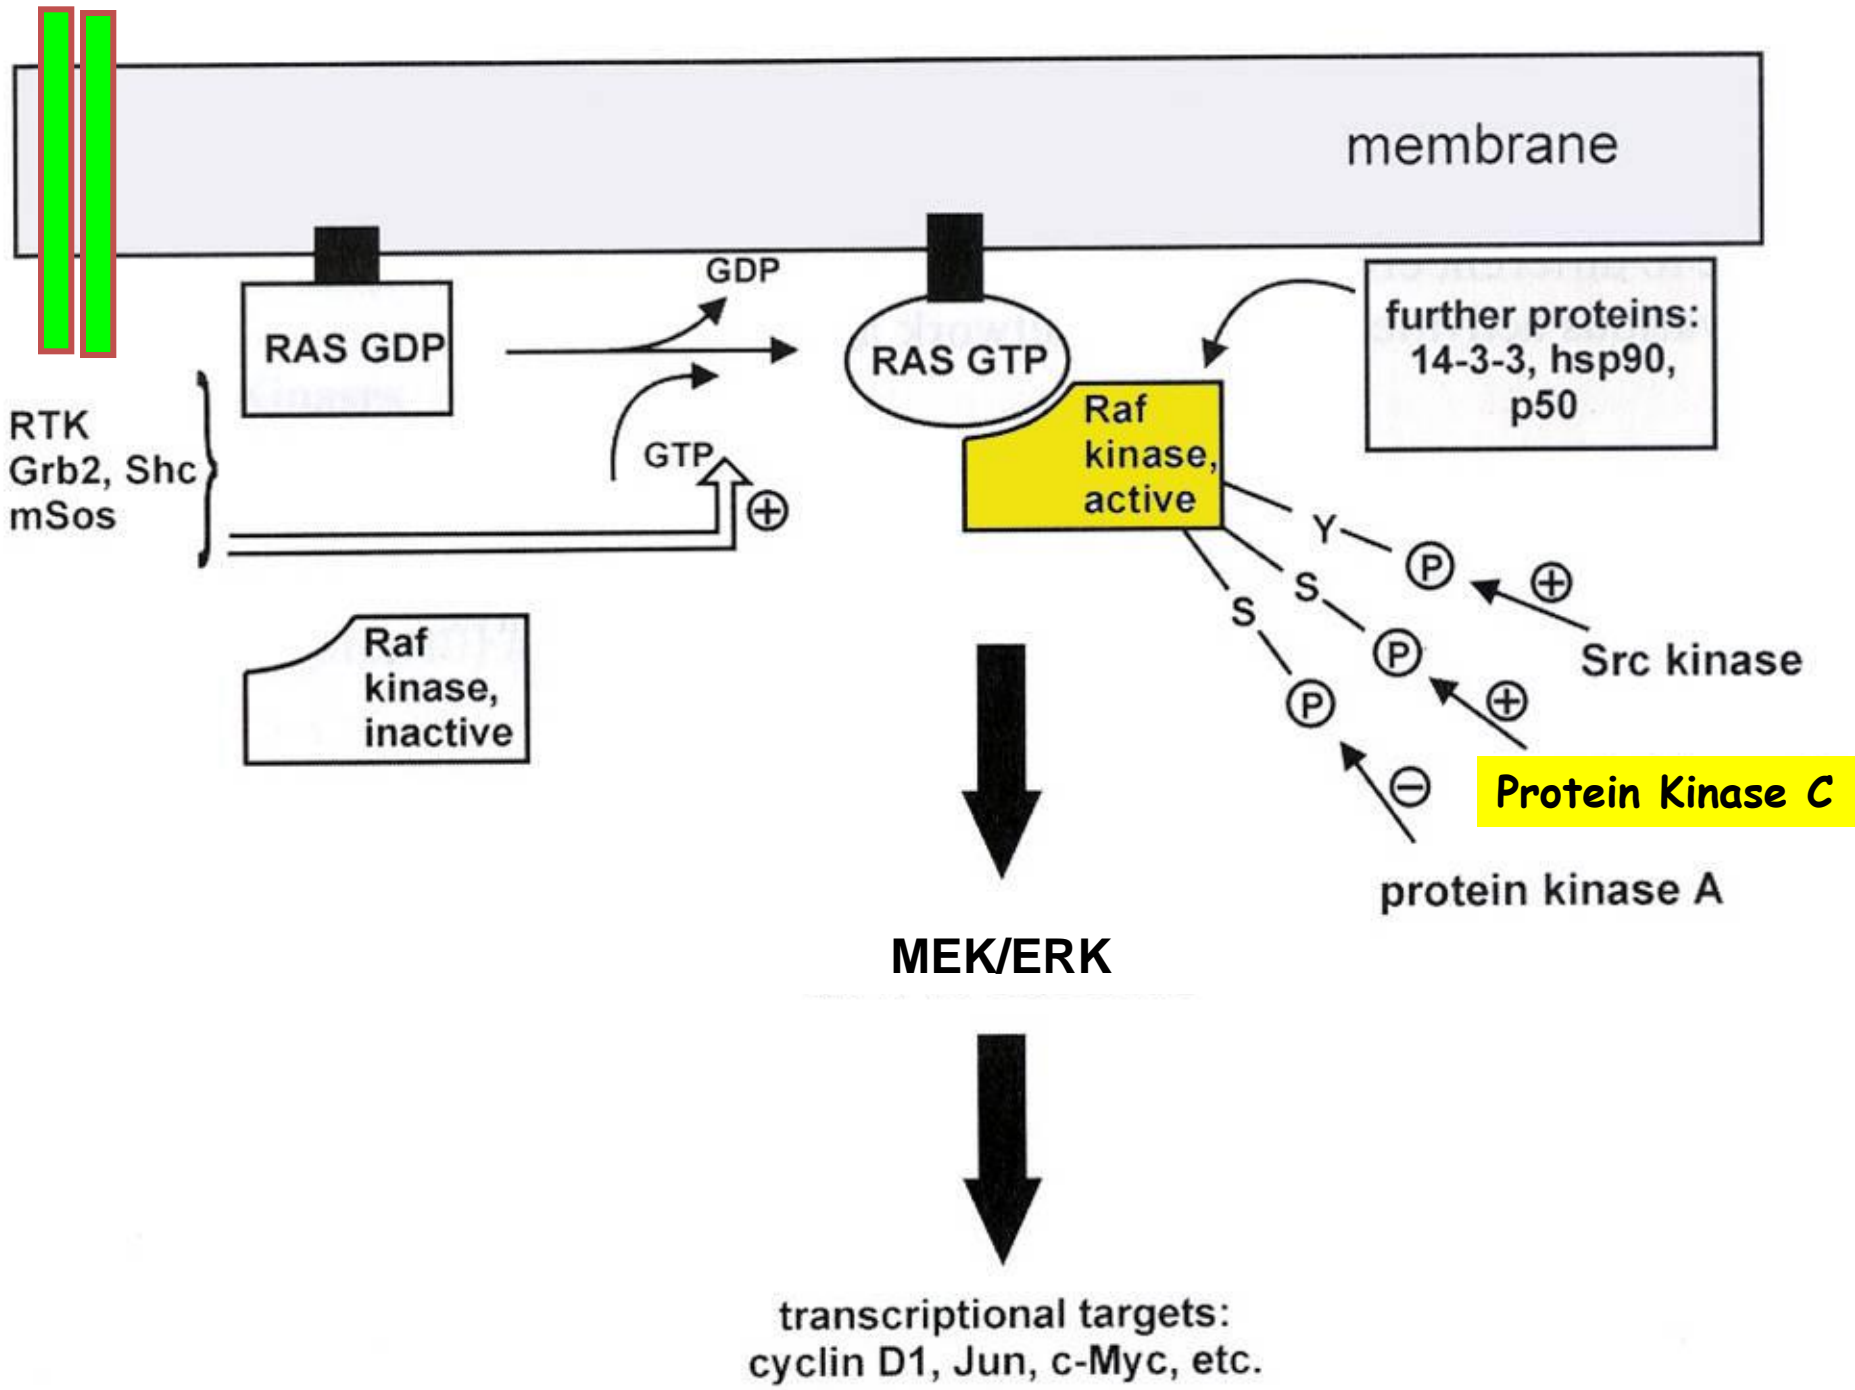 membrane
GDP
RAS GDP
RAS GTP
further proteins:
14-3-3, hsp90,
p50
RTK
Grb2, Shc
mSos
GTP
+
Raf
kinase,
active
Y
P
+
S
P
+
S
P
−
Src kinase
Protein Kinase C
protein kinase A
Raf
kinase,
inactive
MEK/ERK
transcriptional targets:
cyclin D1, Jun, c-Myc, etc.